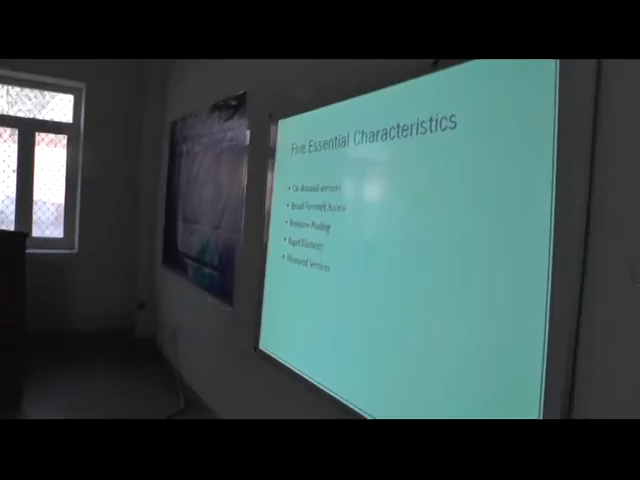 Five Essential Characteristics
• On demand services
• Broad Network Access
• Resource Pooling
• Rapid Elasticity
• Measured Services